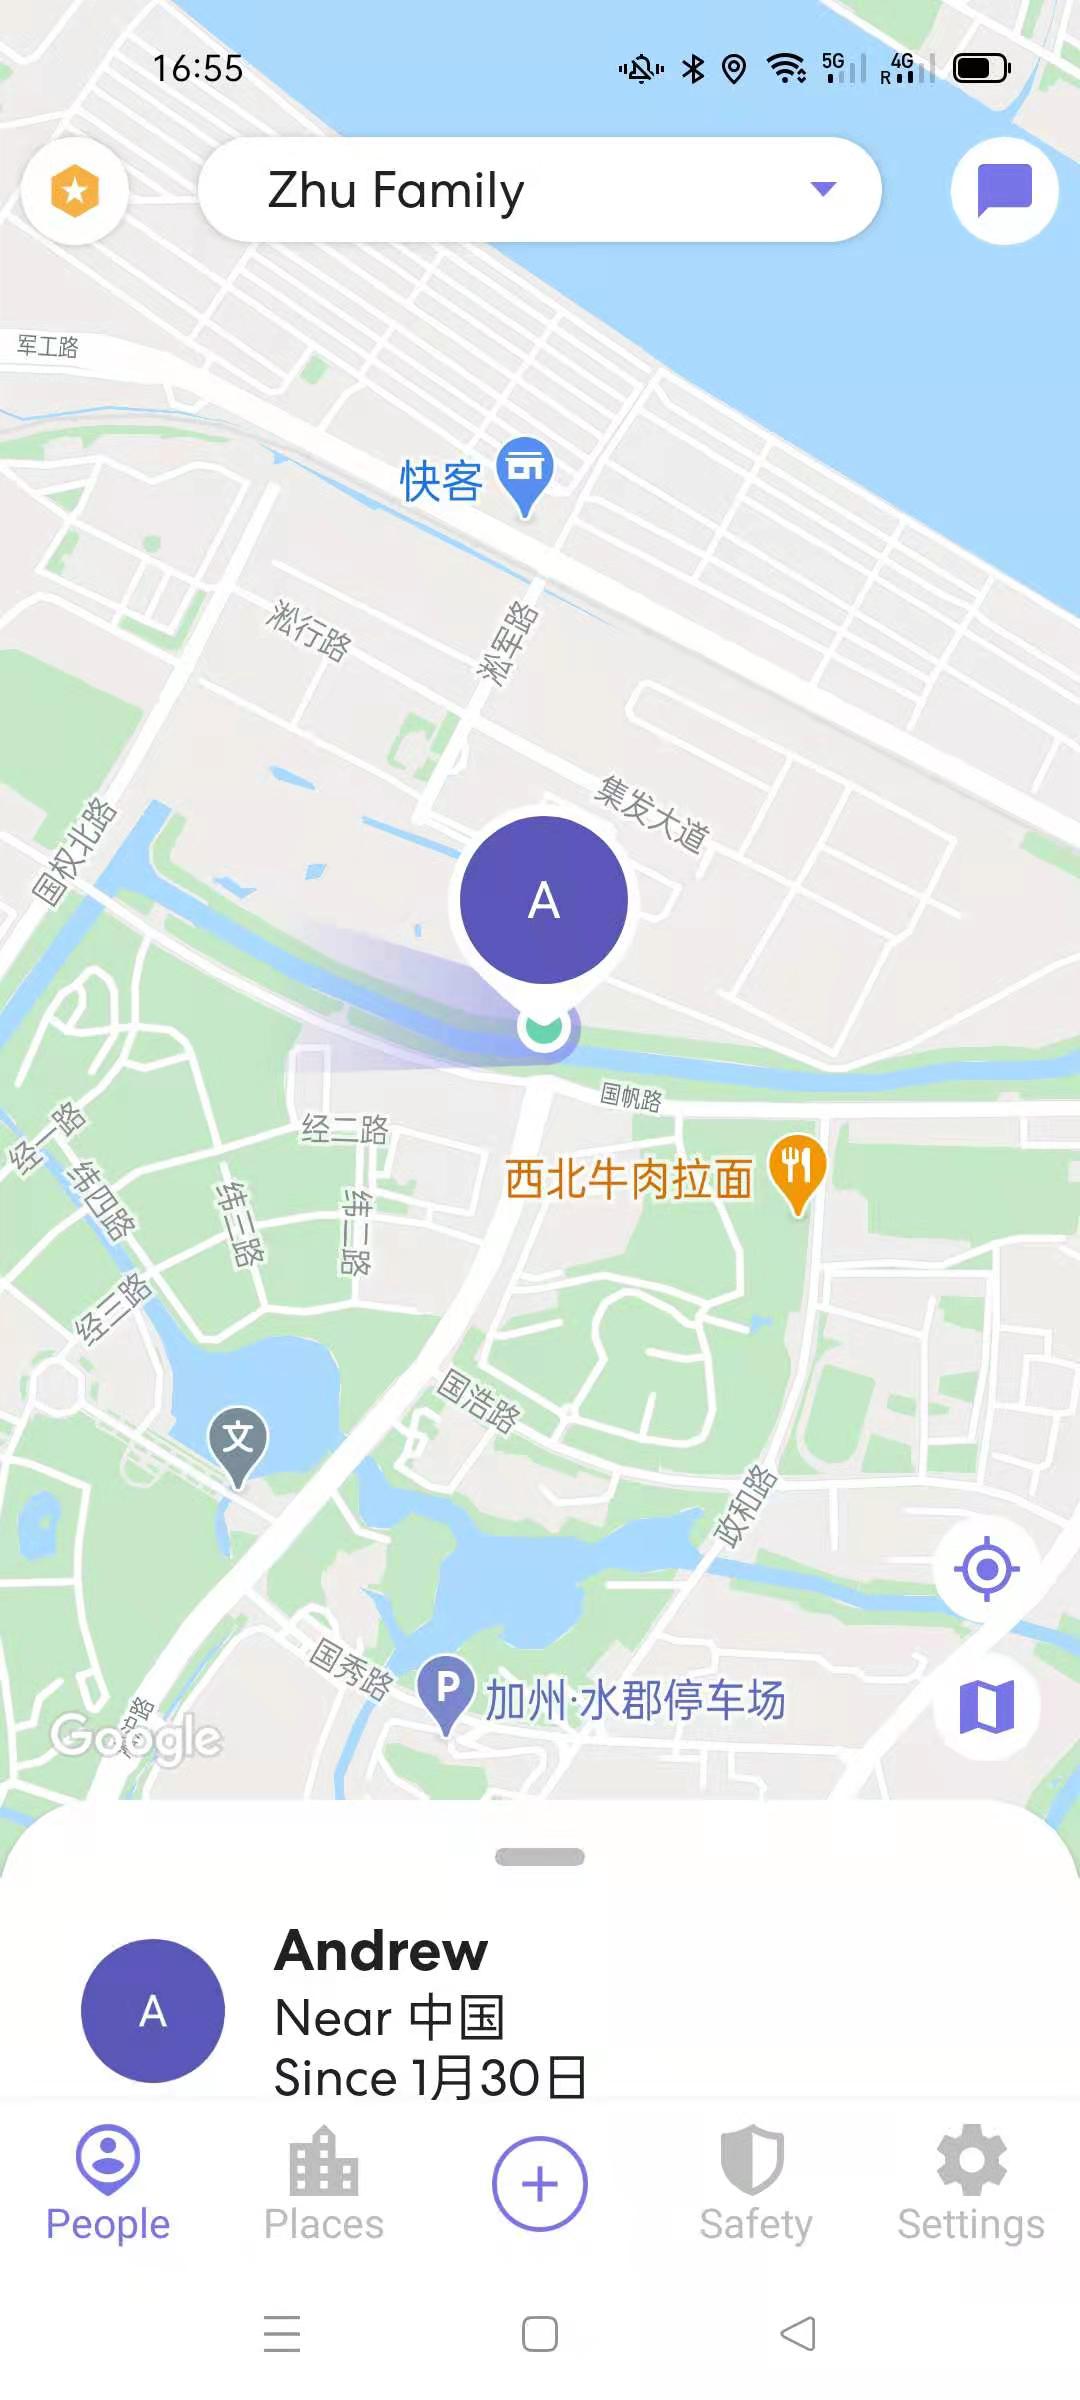 16:55
5G
4G
R
Zhu Family
军工路
快客
淞行路
淞军路
集发大道
国权北路
A
国帆路
经二路
西北牛肉拉面
经一路
纬四路
纬三路
纬二路
经三路
国浩路
文
政和路
国秀路
P
加州·水郡停车场
Google
Andrew
A
Near 中国
Since 1月30日
People
Places
Safety
Settings